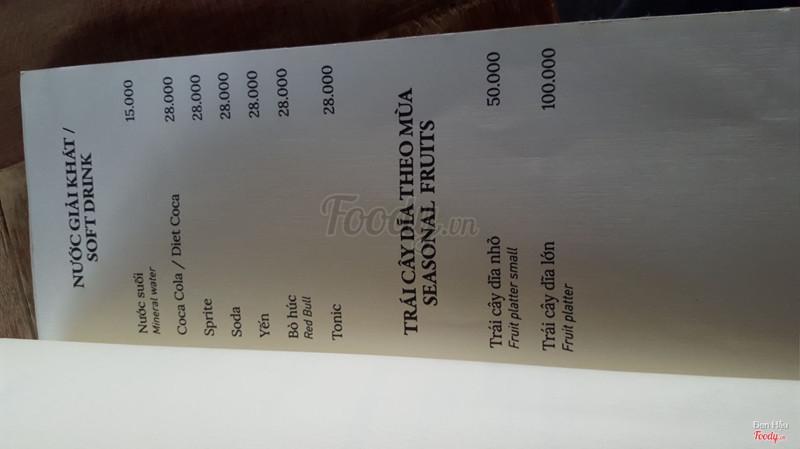 NƯỚC GIẢI KHÁT /
SOFT DRINK
Nước suối 15.000
Mineral water
Coca Cola / Diet Coca 28.000
Sprite 28.000
Soda 28.000
Yến 28.000
Bò húc 28.000
Red Bull
Tonic 28.000
TRÁI CÂY DĨA THEO MÙA
SEASONAL FRUITS
Trái cây dĩa nhỏ 50.000
Fruit platter small
Trái cây dĩa lớn 100.000
Fruit platter
Foody.vn
Đan Hậu
Foody.vn